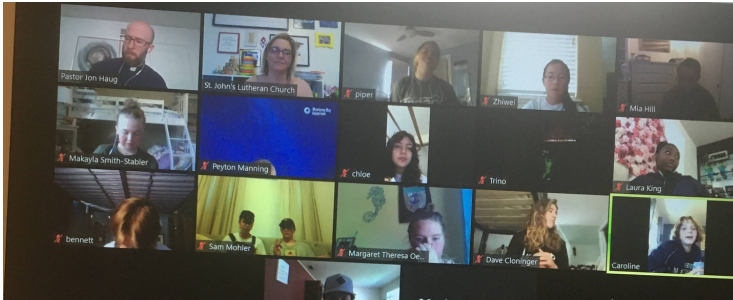 Pastor Jon Haug
St. John's Lutheran Church
piper
Zhiwei
Mia Hill
Makayla Smith-Stabler
Peyton Manning
chloe
Trino
Laura King
bennett
Sam Mohler
Margaret Theresa Oe...
Dave Cloninger
Caroline